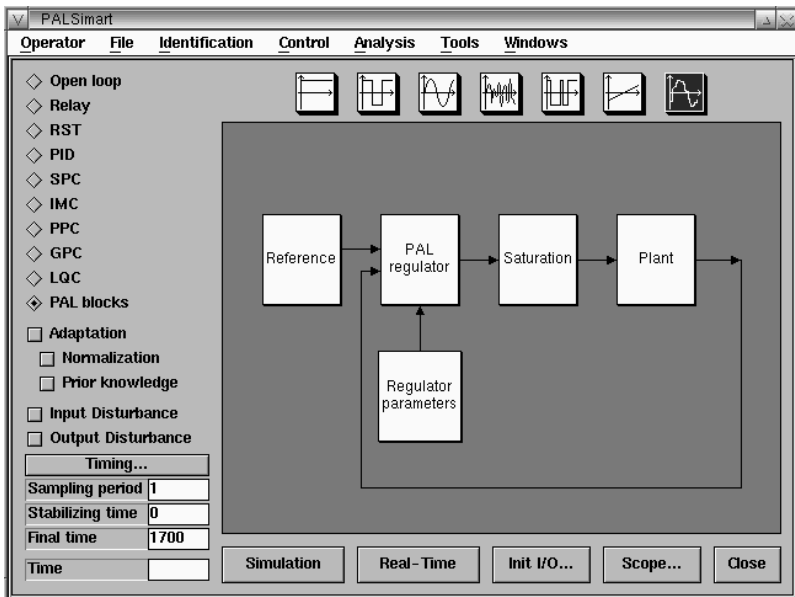 PALSimart
Operator File Identification Control Analysis Tools Windows
Open loop
Relay
RST
PID
SPC
IMC
PPC
GPC
LQC
PAL blocks
Adaptation
Normalization
Prior knowledge
Input Disturbance
Output Disturbance
Timing...
Sampling period 1
Stabilizing time 0
Final time 1700
Time
Reference
PAL
regulator
Saturation
Plant
Regulator
parameters
Simulation Real-Time Init I/O... Scope... Close